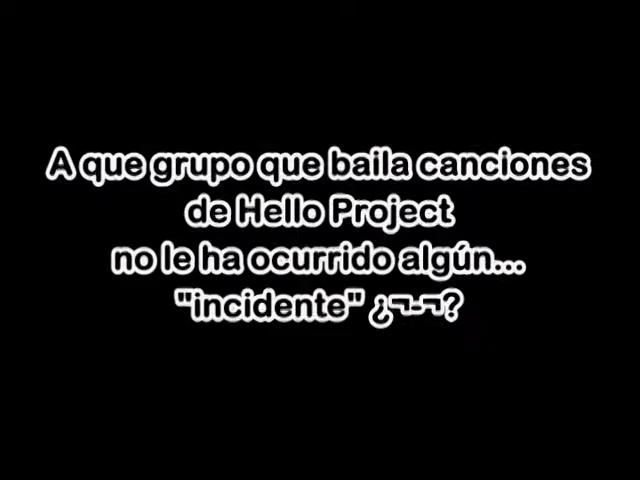 A que grupo que baila canciones
de Hello Project
no le ha ocurrido algún...
"incidente" ¿¬-¬?